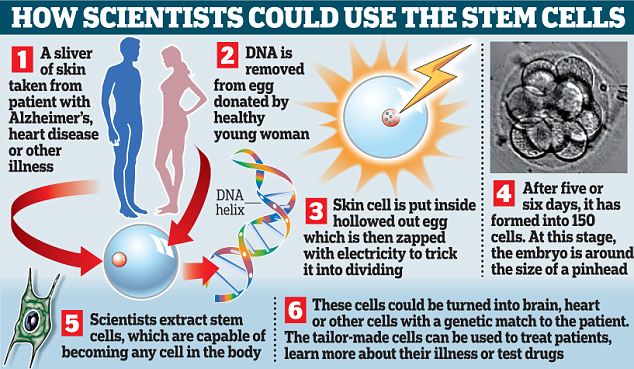 HOW SCIENTISTS COULD USE THE STEM CELLS
1 A sliver
of skin
taken from
patient with
Alzheimer's,
heart disease
or other
illness
2 DNA is
removed
from egg
donated by
healthy
young woman
DNA
helix
3 Skin cell is put inside
hollowed out egg
which is then zapped
with electricity to trick
it into dividing
4 After five or
six days, it has
formed into 150
cells. At this stage,
the embryo is around
the size of a pinhead
5 Scientists extract stem
cells, which are capable of
becoming any cell in the body
6 These cells could be turned into brain, heart
or other cells with a genetic match to the patient.
The tailor-made cells can be used to treat patients,
learn more about their illness or test drugs